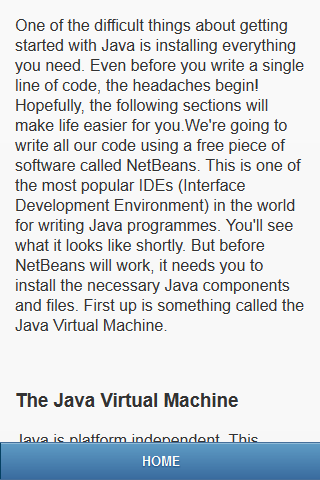 One of the difficult things about getting
started with Java is installing everything
you need. Even before you write a single
line of code, the headaches begin!
Hopefully, the following sections will
make life easier for you.We're going to
write all our code using a free piece of
software called NetBeans. This is one of
the most popular IDEs (Interface
Development Environment) in the world
for writing Java programmes. You'll see
what it looks like shortly. But before
NetBeans will work, it needs you to
install the necessary Java components
and files. First up is something called the
Java Virtual Machine.
The Java Virtual Machine
Java is platform independent. This
HOME